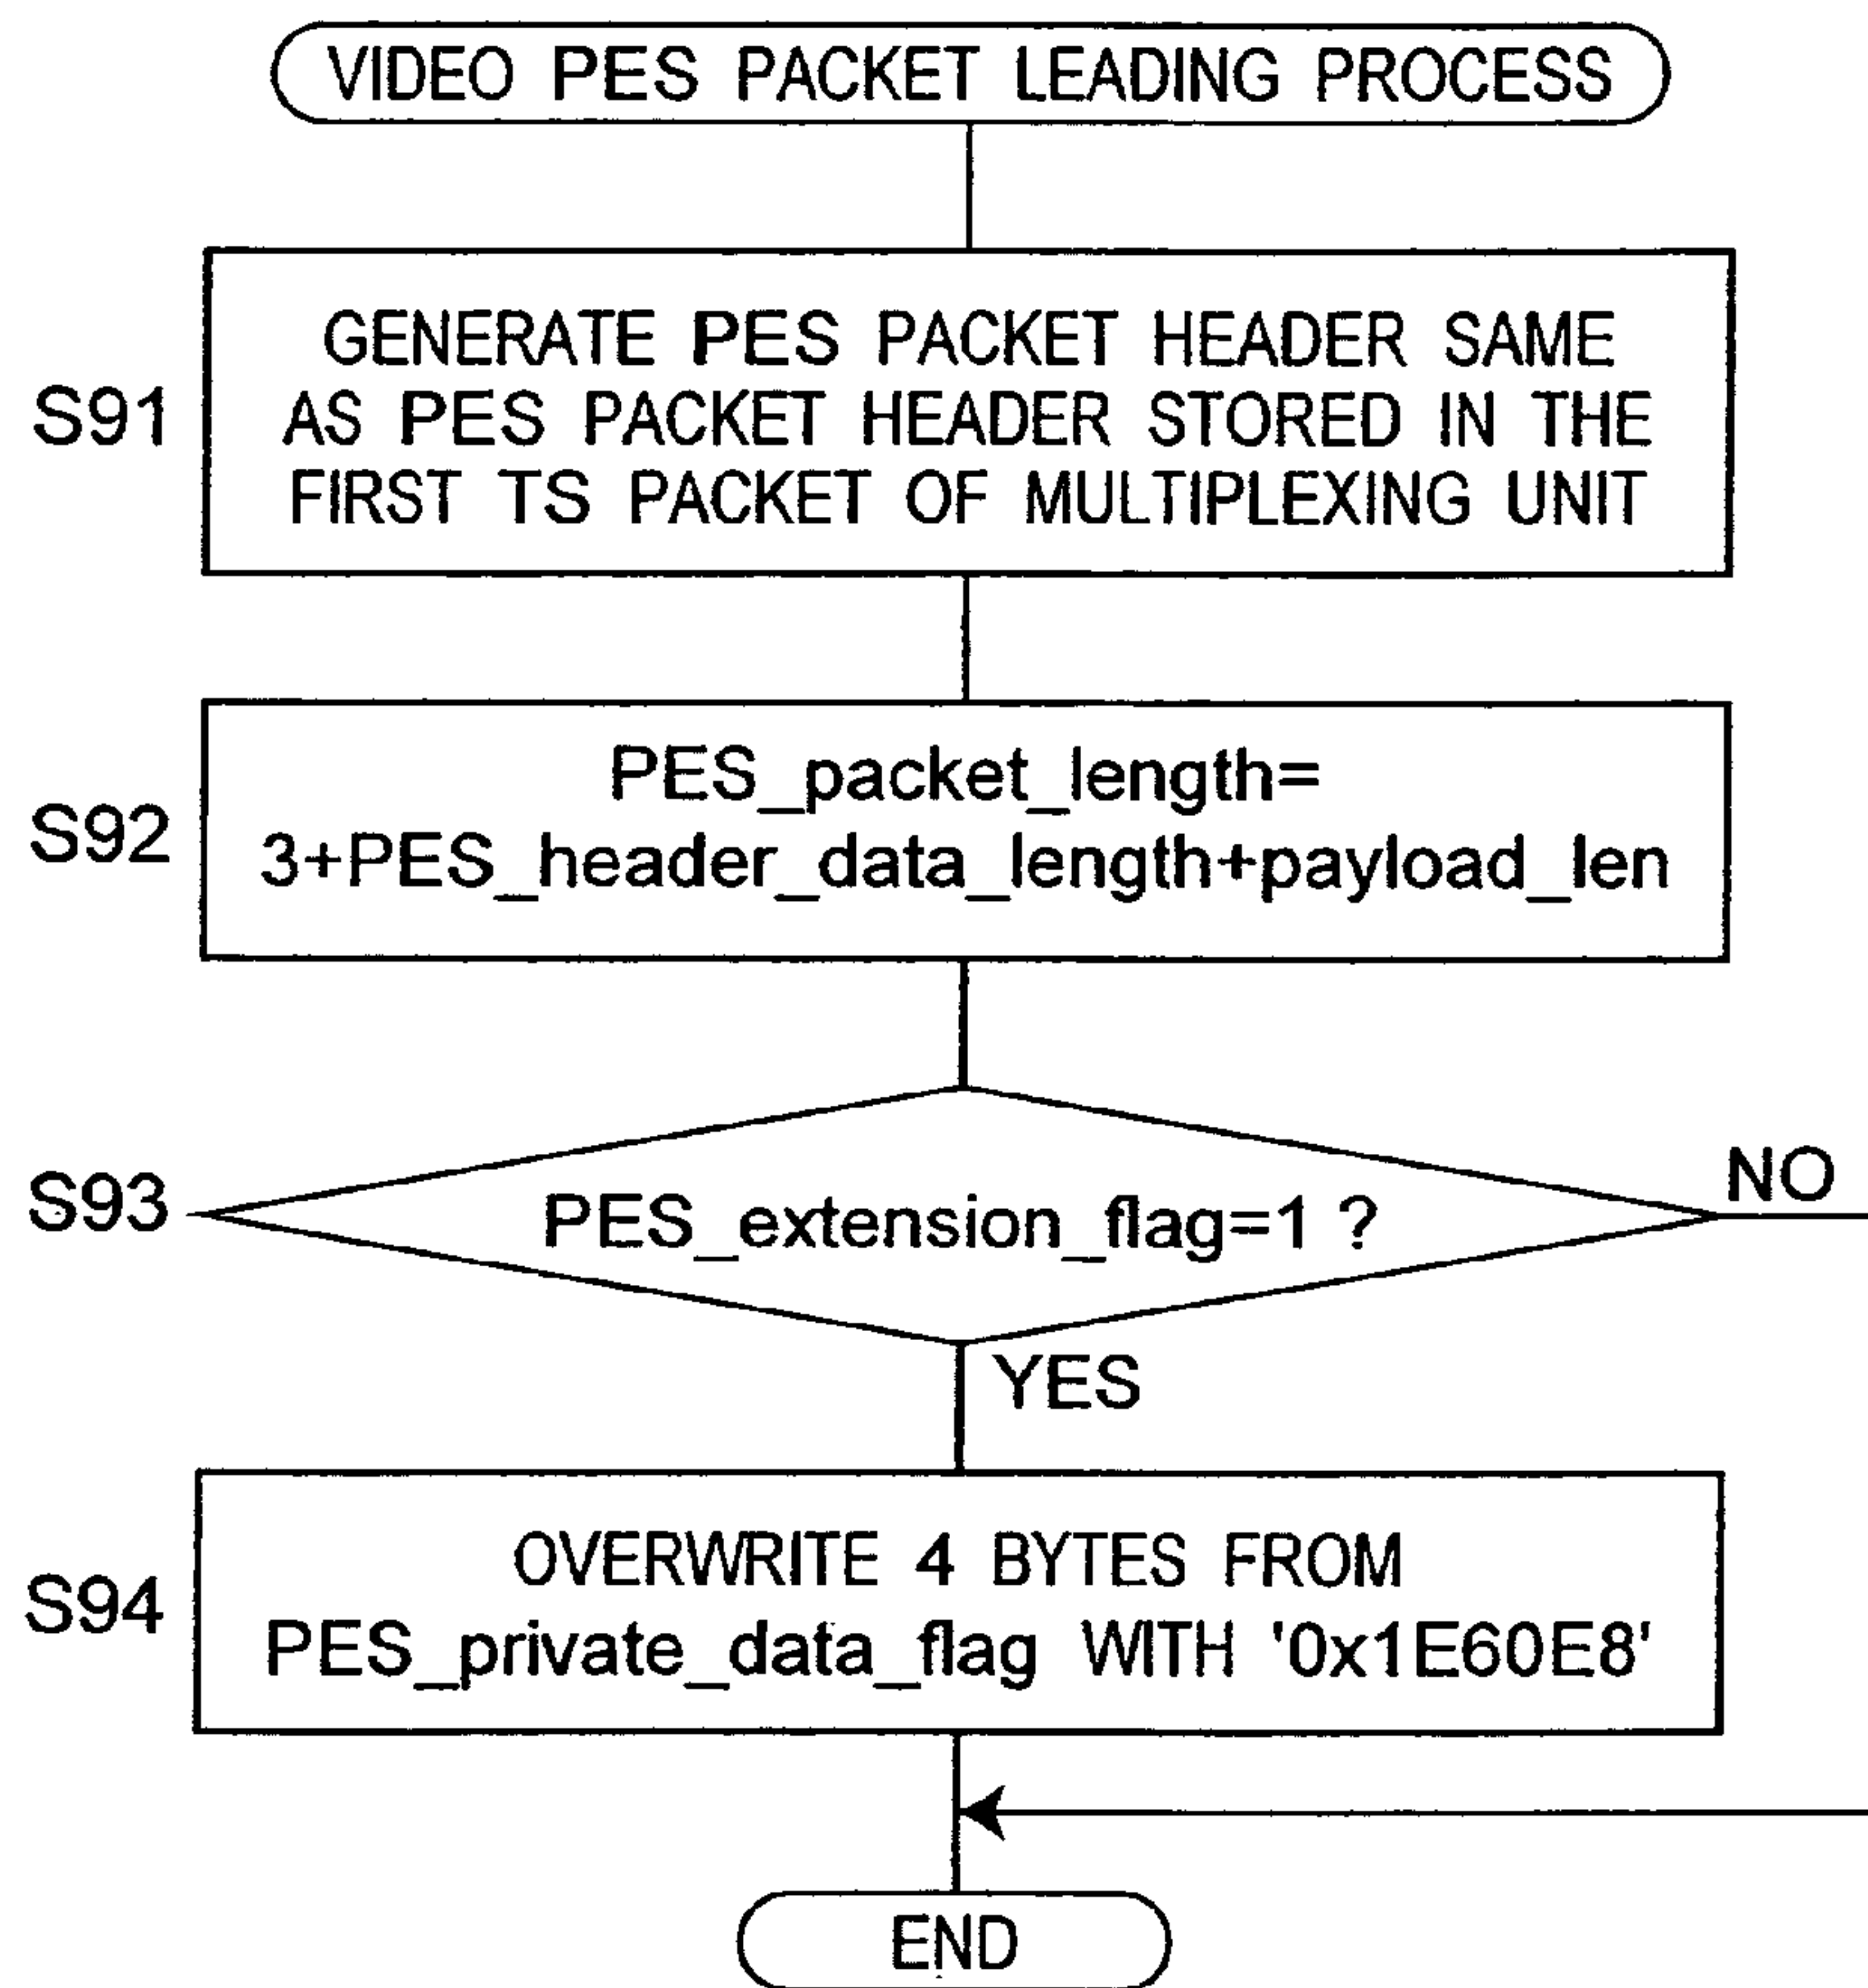 VIDEO PES PACKET LEADING PROCESS
S91
GENERATE PES PACKET HEADER SAME
AS PES PACKET HEADER STORED IN THE
FIRST TS PACKET OF MULTIPLEXING UNIT
S92
PES_packet_length=
3+PES_header_data_length+payload_len
S93
PES_extension_flag=1 ?
NO
YES
S94
OVERWRITE 4 BYTES FROM
PES_private_data_flag WITH '0x1E60E8'
END